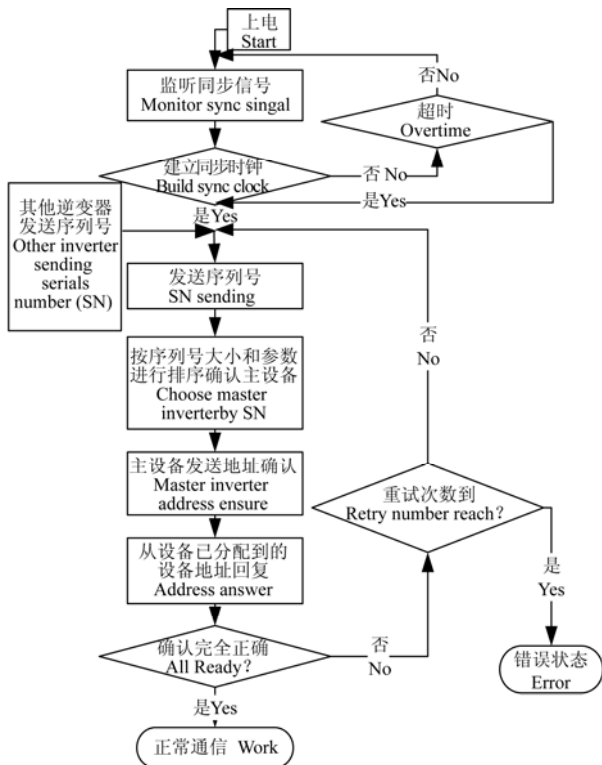 上电
Start
监听同步信号
Monitor sync singal
否No
超时
Overtime
建立同步时钟
Build sync clock
否 No
是Yes
是Yes
其他逆变器
发送序列号
Other inverter
sending
serials
number (SN)
发送序列号
SN sending
否
No
按序列号大小和参数
进行排序确认主设备
Choose master
inverterby SN
主设备发送地址确认
Master inverter
address ensure
重试次数到
Retry number reach?
从设备已分配到的
设备地址回复
Address answer
是
Yes
确认完全正确
All Ready?
否
No
错误状态
Error
是Yes
正常通信 Work